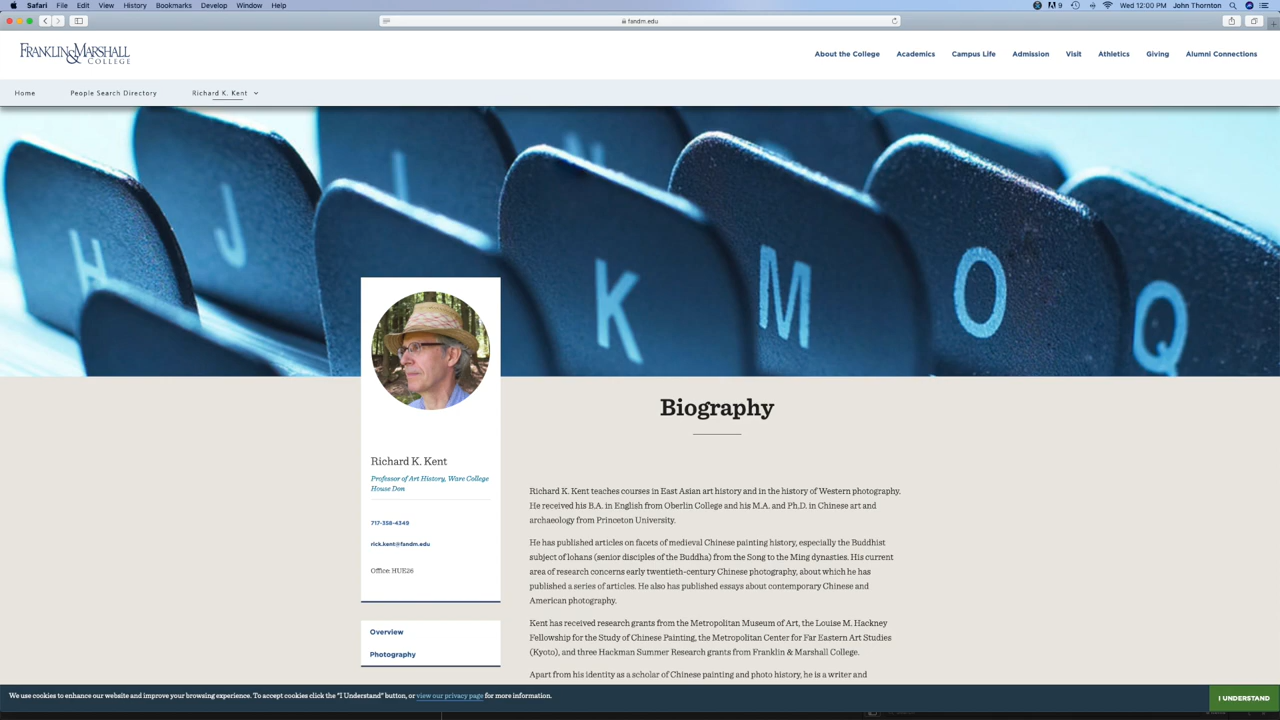 Safari File Edit View History Bookmarks Develop Window Help 9 Wed 12:00 PM John Thornton
fandm.edu
FRANKLIN & MARSHALL
COLLEGE
About the College Academics Campus Life Admission Visit Athletics Giving Alumni Connections
Home People Search Directory Richard K. Kent
H J K M O Q
Biography
Richard K. Kent
Professor of Art History, Ware College
House Don
717-358-4349
rick.kent@fandm.edu
Office: HUE26
Overview
Photography
Richard K. Kent teaches courses in East Asian art history and in the history of Western photography.
He received his B.A. in English from Oberlin College and his M.A. and Ph.D. in Chinese art and
archaeology from Princeton University.
He has published articles on facets of medieval Chinese painting history, especially the Buddhist
subject of lohans (senior disciples of the Buddha) from the Song to the Ming dynasties. His current
area of research concerns early twentieth-century Chinese photography, about which he has
published a series of articles. He also has published essays about contemporary Chinese and
American photography.
Kent has received research grants from the Metropolitan Museum of Art, the Louise M. Hackney
Fellowship for the Study of Chinese Painting, the Metropolitan Center for Far Eastern Art Studies
(Kyoto), and three Hackman Summer Research grants from Franklin & Marshall College.
Apart from his identity as a scholar of Chinese painting and photo history, he is a writer and
We use cookies to enhance our website and improve your browsing experience. To accept cookies click the "I Understand" button, or view our privacy page for more information.
I UNDERSTAND